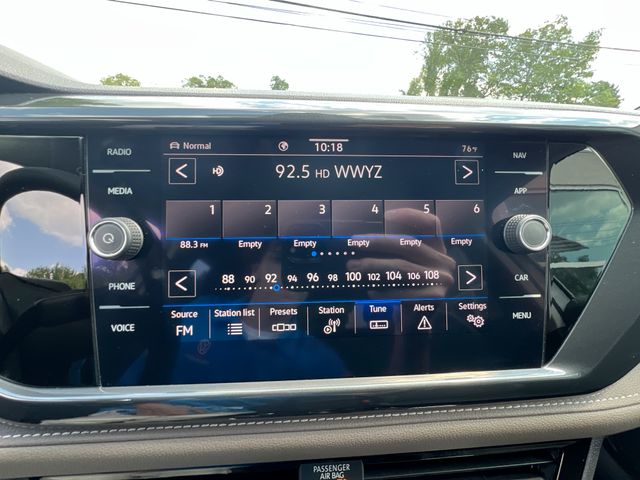 Normal 10:18 76°F
RADIO
MEDIA
PHONE
VOICE
92.5 HD WWYZ
1 2 3 4 5 6
88.3 FM Empty Empty Empty Empty Empty
88 90 92 94 96 98 100 102 104 106 108
Source Station list Presets Station Tune Alerts Settings
FM
NAV
APP
CAR
MENU
PASSENGER
AIR BAG